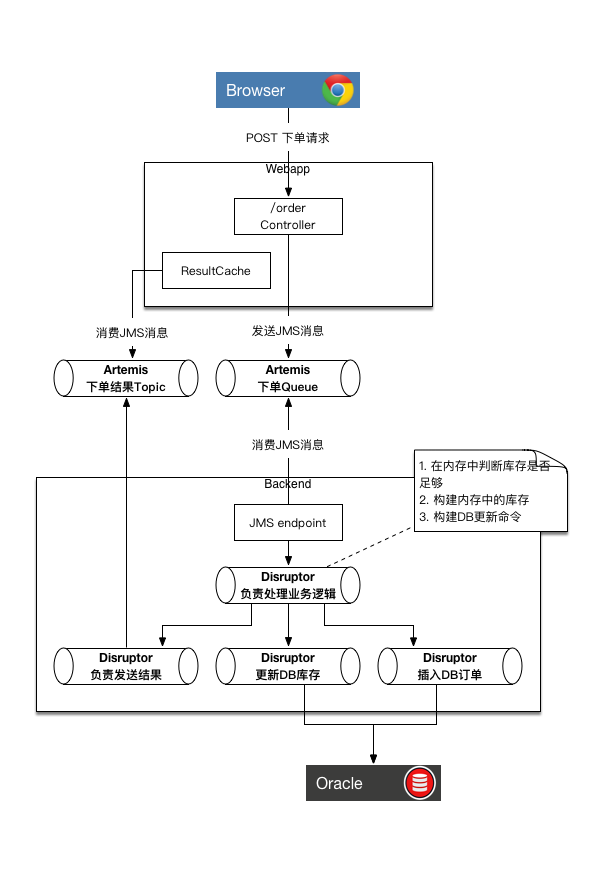 Browser
POST 下单请求
Webapp
/order
Controller
ResultCache
消费JMS消息
发送JMS消息
Artemis
下单结果Topic
Artemis
下单Queue
消费JMS消息
1. 在内存中判断库存是否
足够
2. 构建内存中的库存
3. 构建DB更新命令
Backend
JMS endpoint
Disruptor
负责处理业务逻辑
Disruptor
负责发送结果
Disruptor
更新DB库存
Disruptor
插入DB订单
Oracle